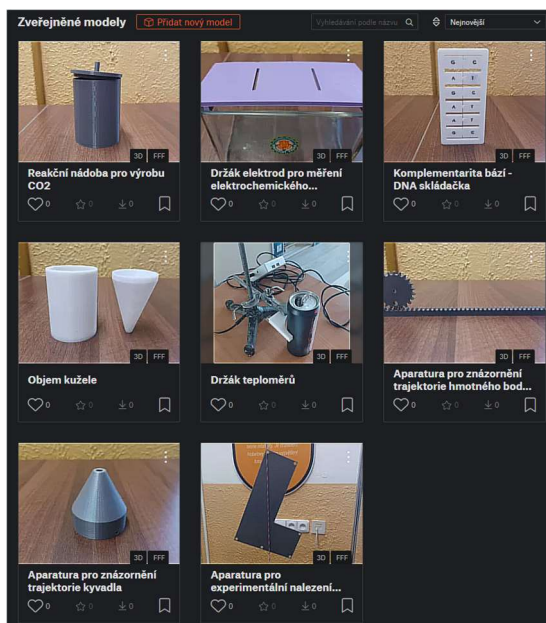 Zveřejněné modely
Přidat nový model
Vyhledávání podle názvu
Nejnovější
3D FFF
Reakční nádoba pro výrobu
CO2
0 0 0
3D FFF
Držák elektrod pro měření
elektrochemického...
0 0 0
G C
A T
A T
A T
G C
3D FFF
Komplementarita bází -
DNA skládačka
0 0 0
3D FFF
Objem kužele
0 0 0
3D FFF
Držák teploměrů
0 0 0
3D FFF
Aparatura pro znázornění
trajektorie hmotného bod...
0 0 0
3D FFF
Aparatura pro znázornění
trajektorie kyvadla
0 0 0
3D FFF
Aparatura pro
experimentální nalezení...
0 0 0